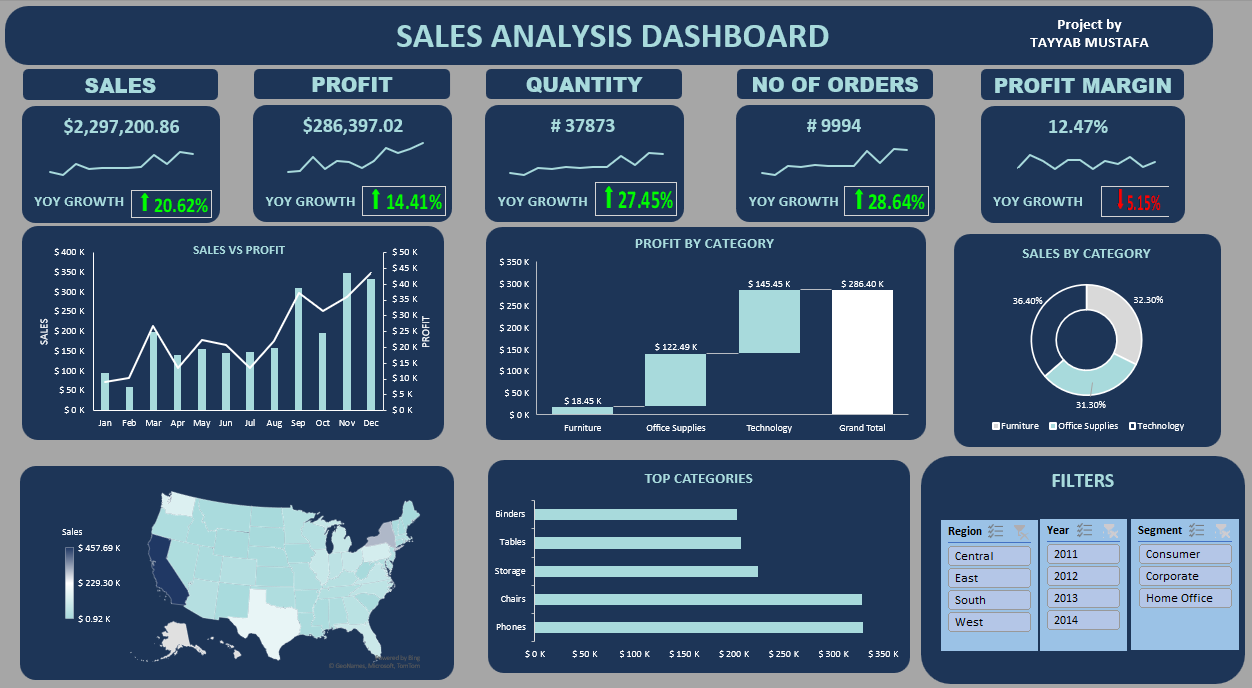 SALES ANALYSIS DASHBOARD
Project by
TAYYAB MUSTAFA
SALES
PROFIT
QUANTITY
NO OF ORDERS
PROFIT MARGIN
$2,297,200.86
$286,397.02
# 37873
# 9994
12.47%
YOY GROWTH 20.62%
YOY GROWTH 14.41%
YOY GROWTH 27.45%
YOY GROWTH 28.64%
YOY GROWTH 5.15%
SALES VS PROFIT
SALES
$ 400 K
$ 350 K
$ 300 K
$ 250 K
$ 200 K
$ 150 K
$ 100 K
$ 50 K
$ 0 K
$ 50 K
$ 45 K
$ 40 K
$ 35 K
$ 30 K
$ 25 K
$ 20 K
$ 15 K
$ 10 K
$ 5 K
$ 0 K
PROFIT
Jan Feb Mar Apr May Jun Jul Aug Sep Oct Nov Dec
PROFIT BY CATEGORY
$ 350 K
$ 300 K
$ 250 K
$ 200 K
$ 150 K
$ 100 K
$ 50 K
$ 0 K
$ 18.45 K
$ 122.49 K
$ 145.45 K
$ 286.40 K
Furniture Office Supplies Technology Grand Total
SALES BY CATEGORY
36.40%
32.30%
31.30%
Furniture Office Supplies Technology
Sales
$ 457.69 K
$ 229.30 K
$ 0.92 K
Powered by Bing
© GeoNames, Microsoft, TomTom
TOP CATEGORIES
Binders
Tables
Storage
Chairs
Phones
$ 0 K $ 50 K $ 100 K $ 150 K $ 200 K $ 250 K $ 300 K $ 350 K
FILTERS
Region
Central
East
South
West
Year
2011
2012
2013
2014
Segment
Consumer
Corporate
Home Office